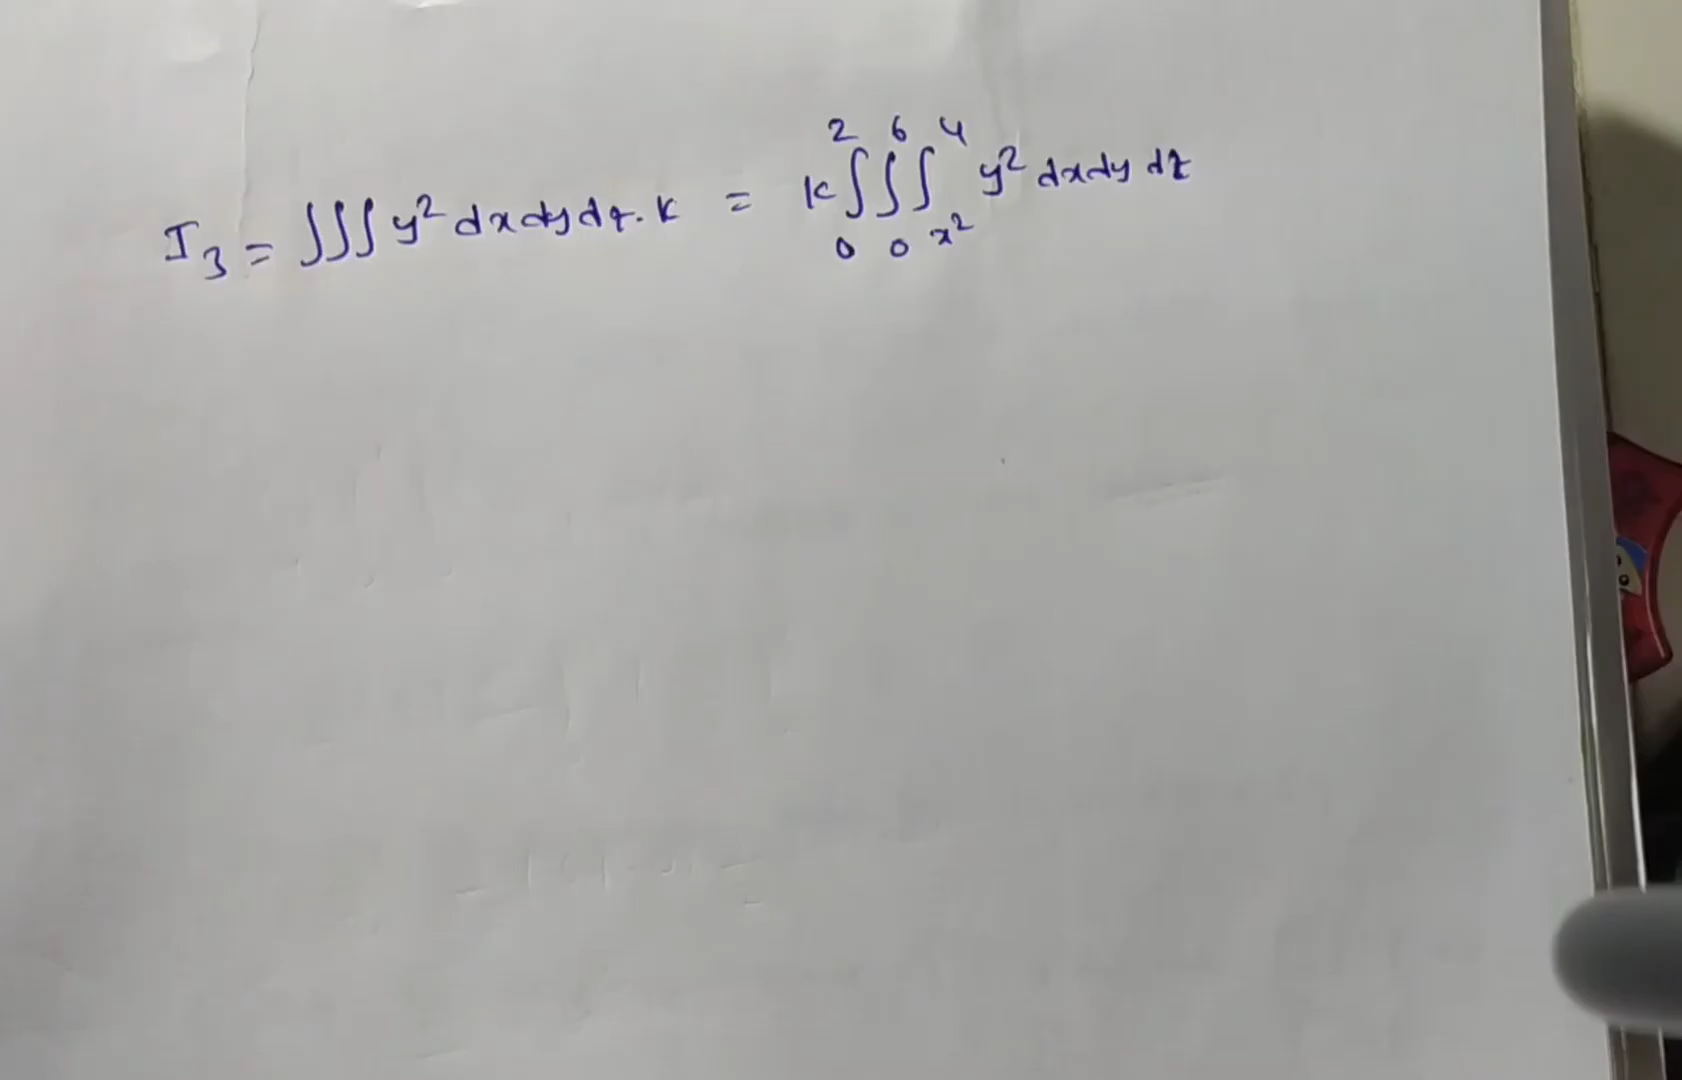 I₃ = ∫∫∫ y² dx dy dz. k = k ∫₀² ∫₀⁶ ∫ₓ²⁴ y² dx dy dz